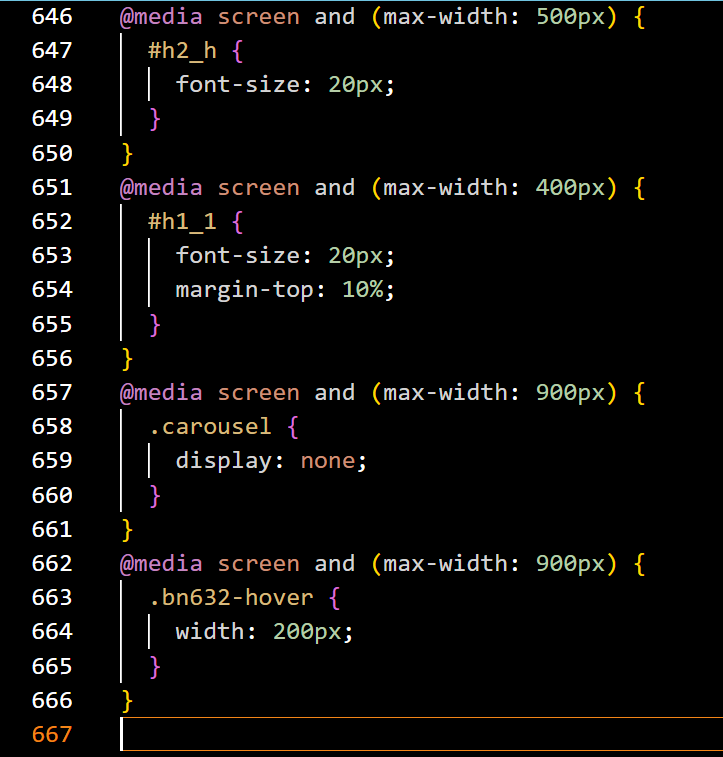 646 @media screen and (max-width: 500px) {
647 #h2_h {
648 font-size: 20px;
649 }
650 }
651 @media screen and (max-width: 400px) {
652 #h1_1 {
653 font-size: 20px;
654 margin-top: 10%;
655 }
656 }
657 @media screen and (max-width: 900px) {
658 .carousel {
659 display: none;
660 }
661 }
662 @media screen and (max-width: 900px) {
663 .bn632-hover {
664 width: 200px;
665 }
666 }
667